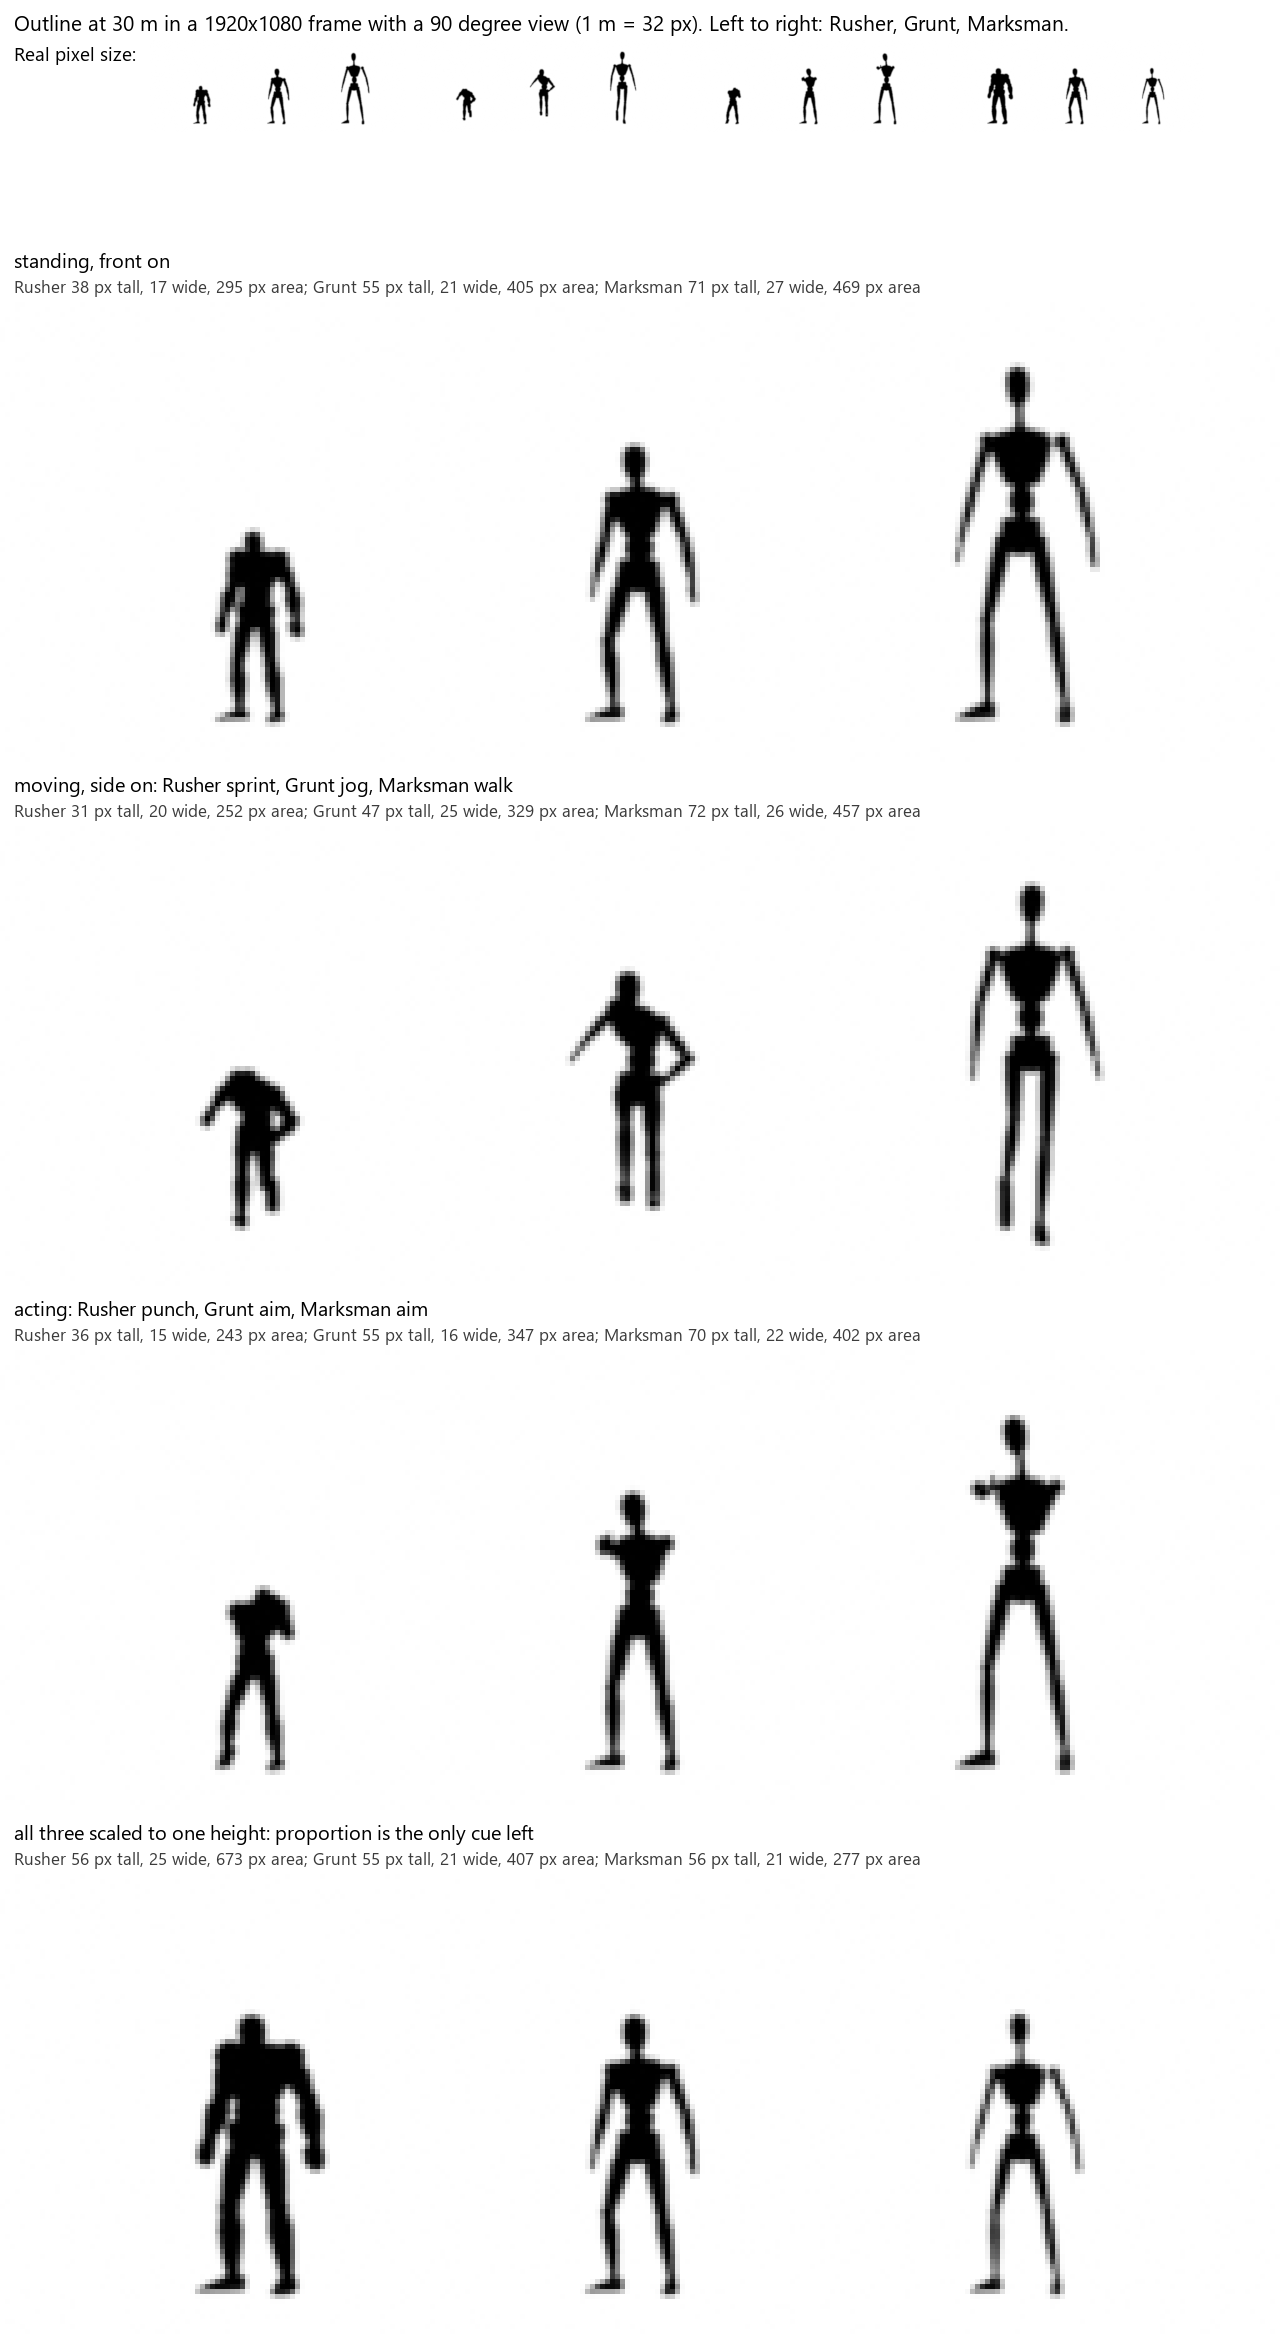 Outline at 30 m in a 1920x1080 frame with a 90 degree view (1 m = 32 px). Left to right: Rusher, Grunt, Marksman.
Real pixel size:
standing, front on
Rusher 38 px tall, 17 wide, 295 px area; Grunt 55 px tall, 21 wide, 405 px area; Marksman 71 px tall, 27 wide, 469 px area
moving, side on: Rusher sprint, Grunt jog, Marksman walk
Rusher 31 px tall, 20 wide, 252 px area; Grunt 47 px tall, 25 wide, 329 px area; Marksman 72 px tall, 26 wide, 457 px area
acting: Rusher punch, Grunt aim, Marksman aim
Rusher 36 px tall, 15 wide, 243 px area; Grunt 55 px tall, 16 wide, 347 px area; Marksman 70 px tall, 22 wide, 402 px area
all three scaled to one height: proportion is the only cue left
Rusher 56 px tall, 25 wide, 673 px area; Grunt 55 px tall, 21 wide, 407 px area; Marksman 56 px tall, 21 wide, 277 px area